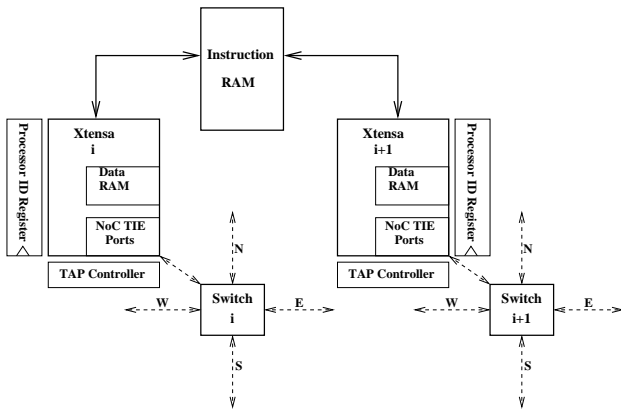 Instruction
RAM
Processor ID Register
Xtensa
i
Data
RAM
NoC TIE
Ports
TAP Controller
N
W
Switch
i
E
S
Xtensa
i+1
Data
RAM
NoC TIE
Ports
Processor ID Register
TAP Controller
N
W
Switch
i+1
E
S